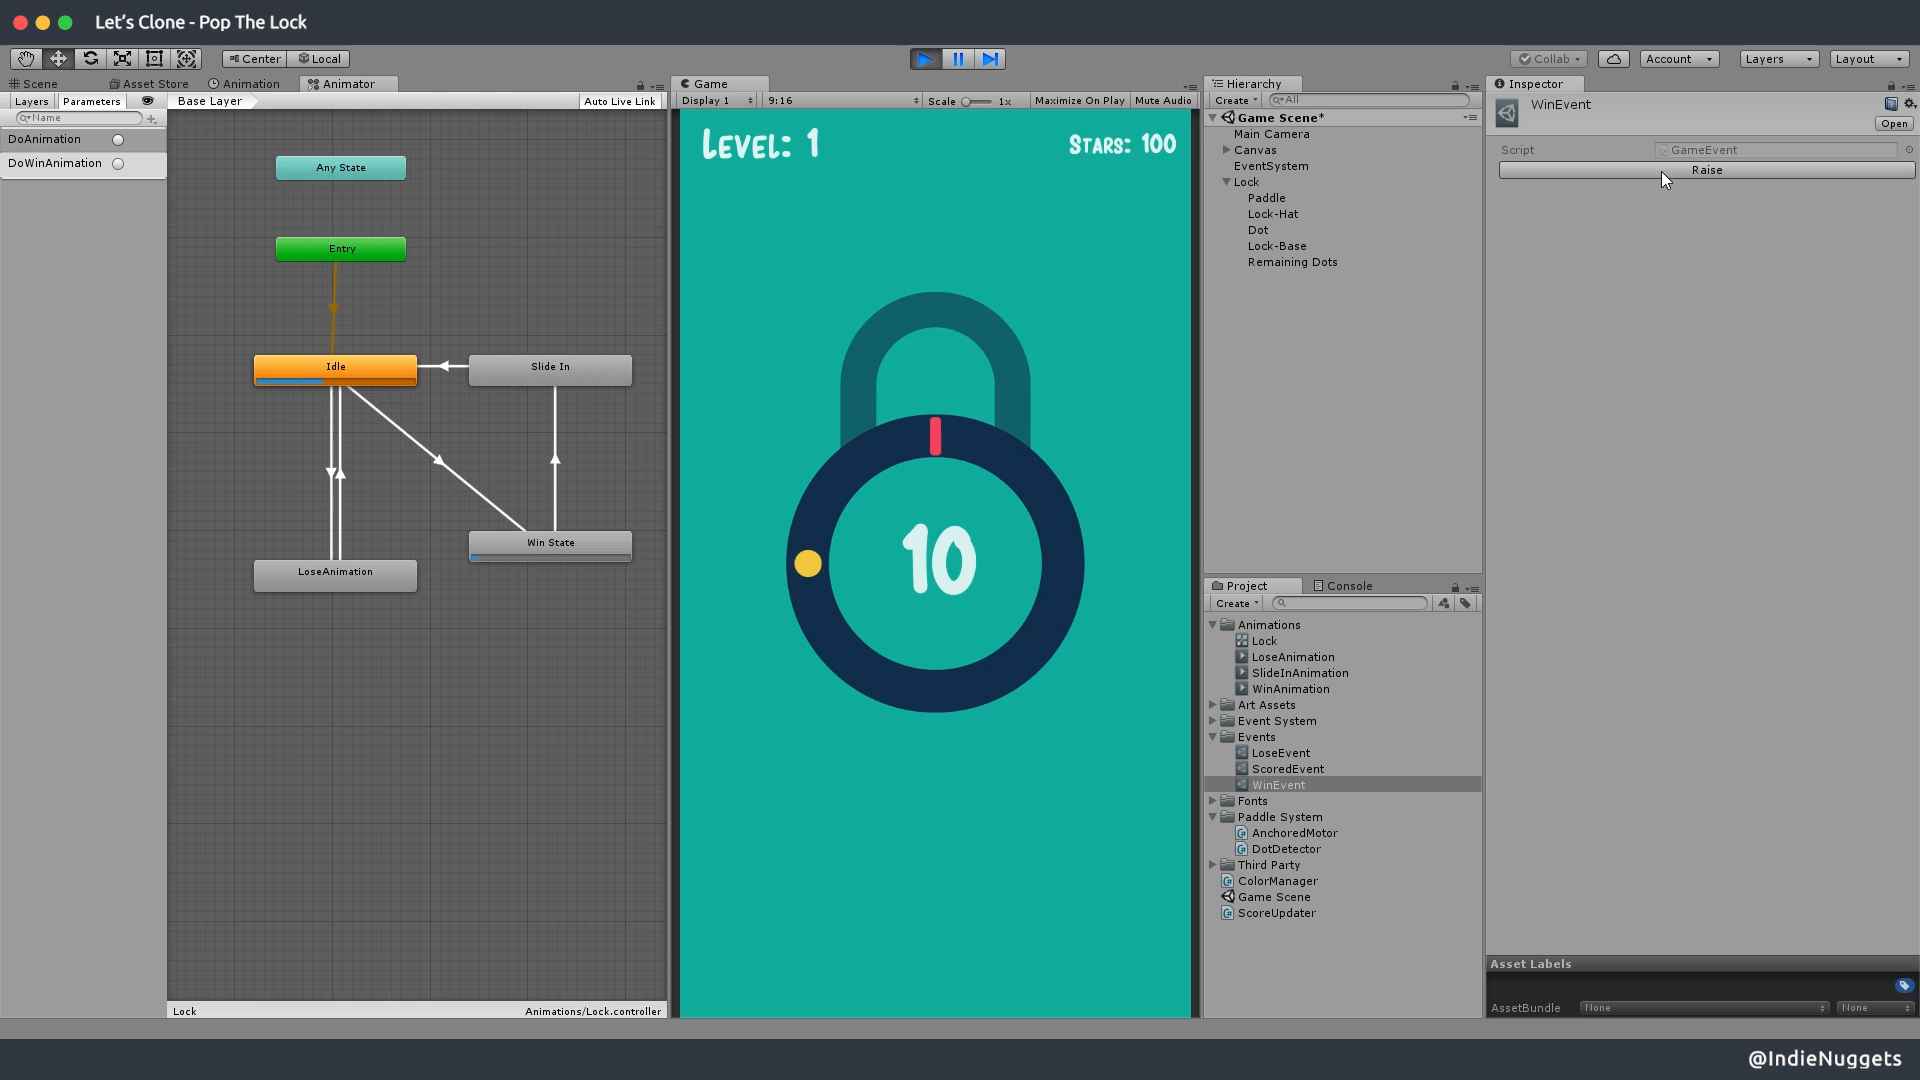 Let's Clone - Pop The Lock
Center Local
Collab Account Layers Layout
Scene Asset Store Animation Animator
Layers Parameters Base Layer Auto Live Link
Name
DoAnimation
DoWinAnimation
Any State
Entry
Idle
Slide In
Win State
LoseAnimation
Lock Animations/Lock.controller
Game
Display 1 9:16 Scale 1x Maximize On Play Mute Audio
LEVEL: 1
STARS: 100
10
Hierarchy
Create All
Game Scene*
Main Camera
Canvas
EventSystem
Lock
Paddle
Lock-Hat
Dot
Lock-Base
Remaining Dots
Project Console
Create
Animations
Lock
LoseAnimation
SlideInAnimation
WinAnimation
Art Assets
Event System
Events
LoseEvent
ScoredEvent
WinEvent
Fonts
Paddle System
AnchoredMotor
DotDetector
Third Party
ColorManager
Game Scene
ScoreUpdater
Inspector
WinEvent
Open
Script GameEvent
Raise
Asset Labels
AssetBundle None None
@IndieNuggets